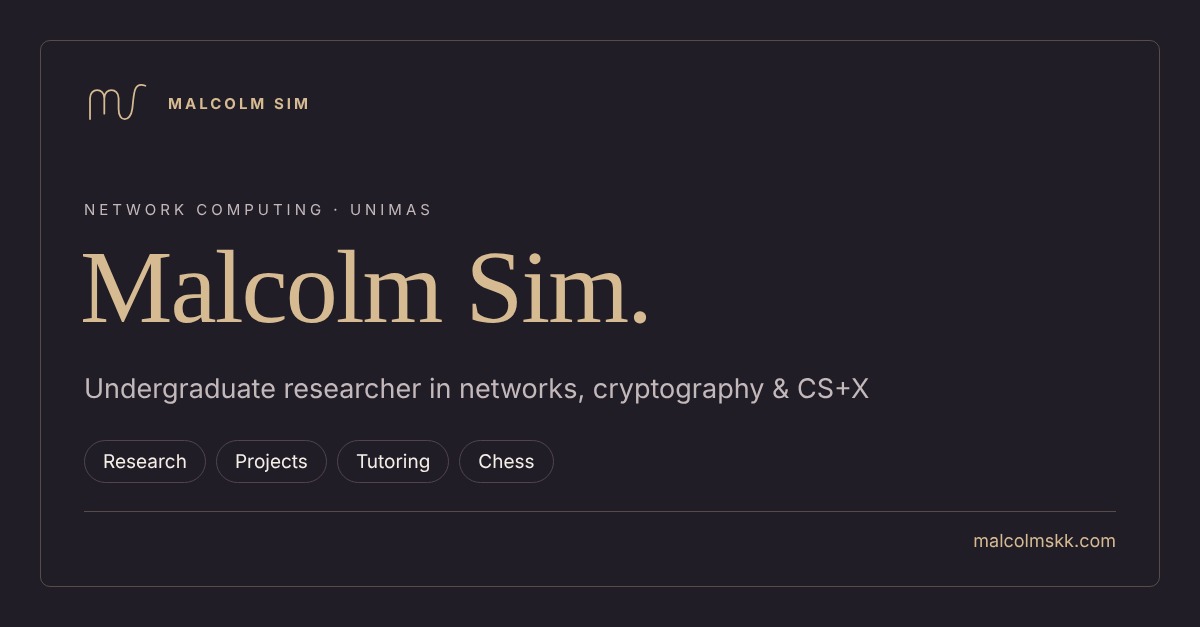 ms MALCOLM SIM
NETWORK COMPUTING · UNIMAS
Malcolm Sim.
Undergraduate researcher in networks, cryptography & CS+X
Research Projects Tutoring Chess
malcolmskk.com